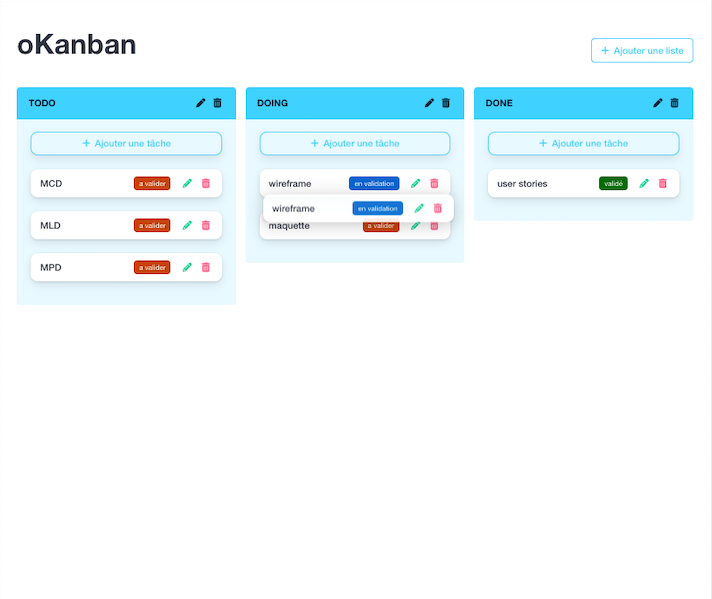 oKanban
Ajouter une liste
TODO
Ajouter une tâche
MCD a valider
MLD a valider
MPD a valider
DOING
Ajouter une tâche
wireframe en validation
wireframe en validation
maquette a valider
DONE
Ajouter une tâche
user stories validé